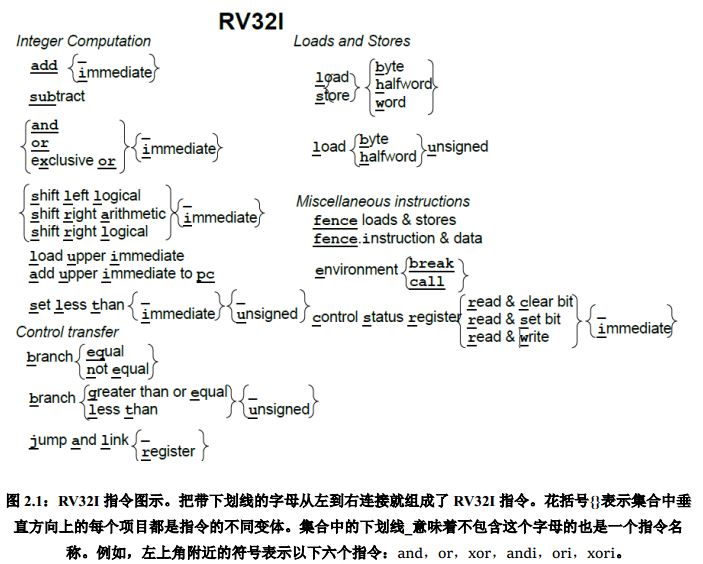 RV32I
Integer Computation
add { _ immediate }
subtract
{ and
or
exclusive or } { _ immediate }
{ shift left logical
shift right arithmetic
shift right logical } { _ immediate }
load upper immediate
add upper immediate to pc
set less than { _ immediate } { _ unsigned }
Control transfer
branch { equal
not equal }
branch { greater than or equal
less than } { _ unsigned }
jump and link { _ register }
Loads and Stores
{ load
store } { byte
halfword
word }
load { byte
halfword } unsigned
Miscellaneous instructions
fence loads & stores
fence.instruction & data
environment { break
call }
control status register { read & clear bit
read & set bit
read & write } { _ immediate }
图 2.1：RV32I 指令图示。把带下划线的字母从左到右连接就组成了 RV32I 指令。花括号{}表示集合中垂
直方向上的每个项目都是指令的不同变体。集合中的下划线_意味着不包含这个字母的也是一个指令名
称。例如，左上角附近的符号表示以下六个指令：and，or，xor，andi，ori，xori。